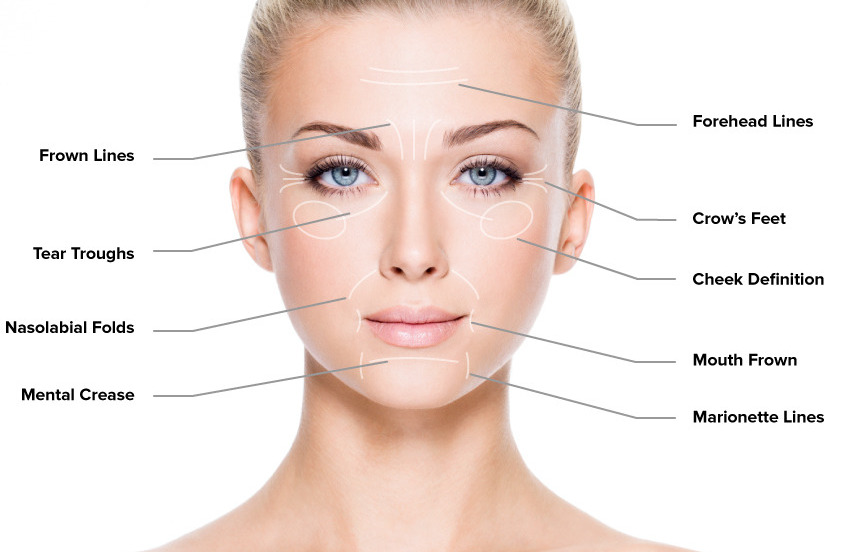 Frown Lines
Tear Troughs
Nasolabial Folds
Mental Crease
Forehead Lines
Crow's Feet
Cheek Definition
Mouth Frown
Marionette Lines